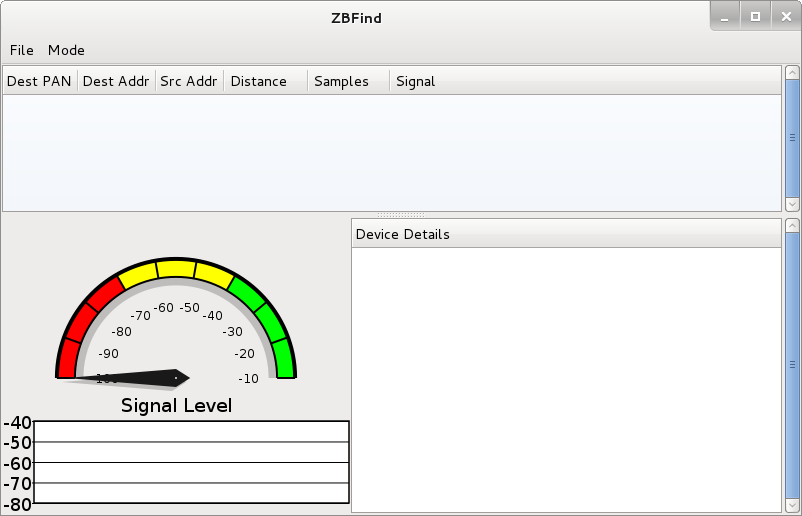 ZBFind
File Mode
Dest PAN Dest Addr Src Addr Distance Samples Signal
Device Details
-60 -50
-70 -40
-80 -30
-90 -20
-100 -10
Signal Level
-40
-50
-60
-70
-80